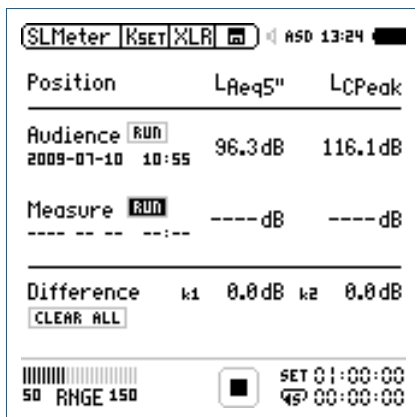 SLMeter KSET XLR ASD 13:24
Position LAeq5" LCPeak
Audience RUN 96.3dB 116.1dB
2009-07-10 10:55
Measure RUN ----dB ----dB
---- -- -- --:--
Difference k1 0.0dB k2 0.0dB
CLEAR ALL
SET 01:00:00
50 RNGE 150 00:00:00